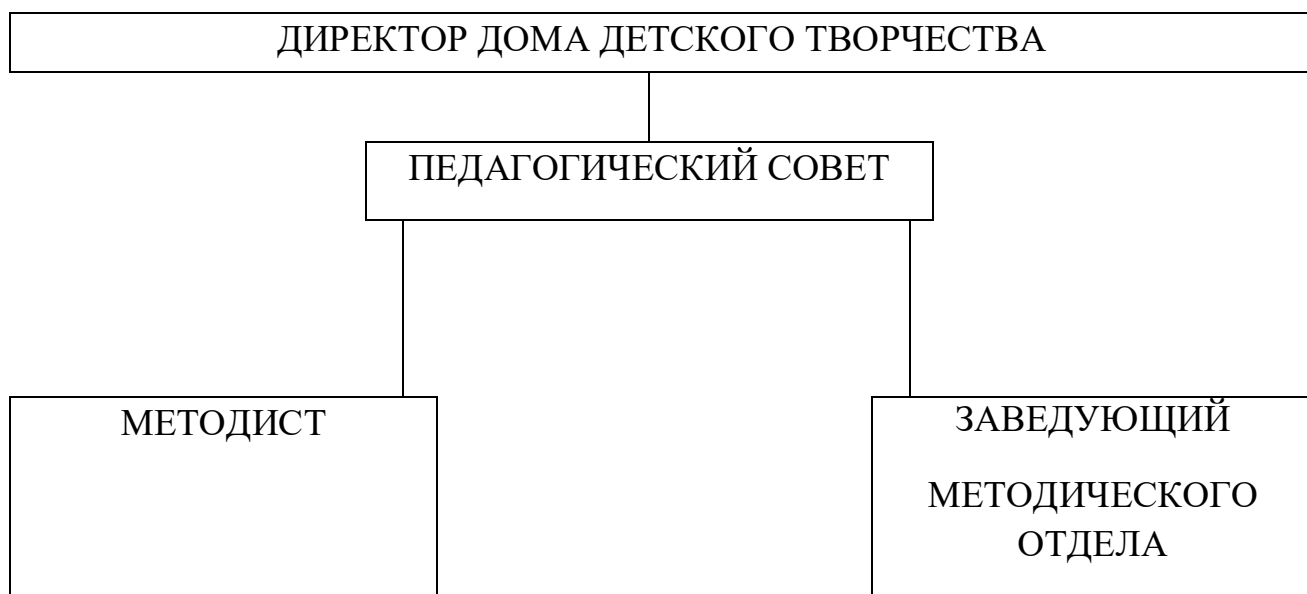 ДИРЕКТОР ДОМА ДЕТСКОГО ТВОРЧЕСТВА
ПЕДАГОГИЧЕСКИЙ СОВЕТ
МЕТОДИСТ
ЗАВЕДУЮЩИЙ
МЕТОДИЧЕСКОГО
ОТДЕЛА